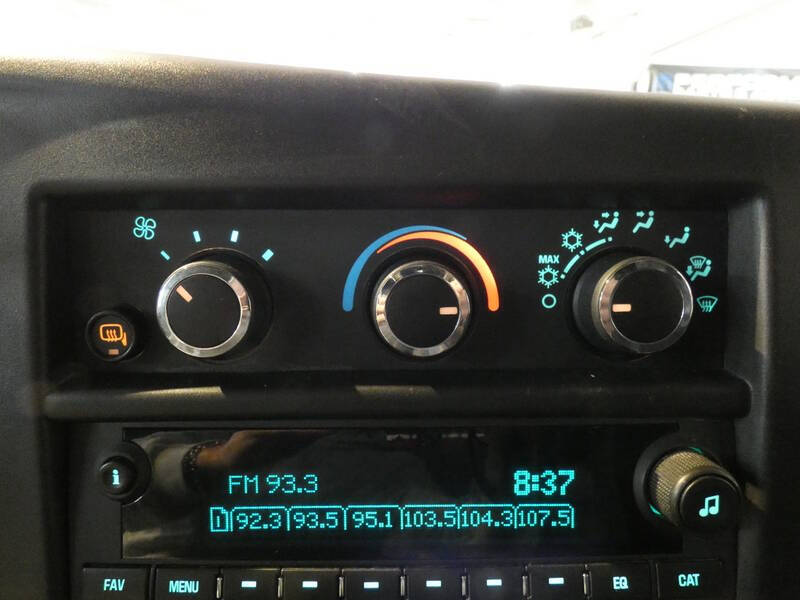 MAX
i
FM 93.3 8:37
1 92.3 93.5 95.1 103.5 104.3 107.5
FAV MENU EQ CAT